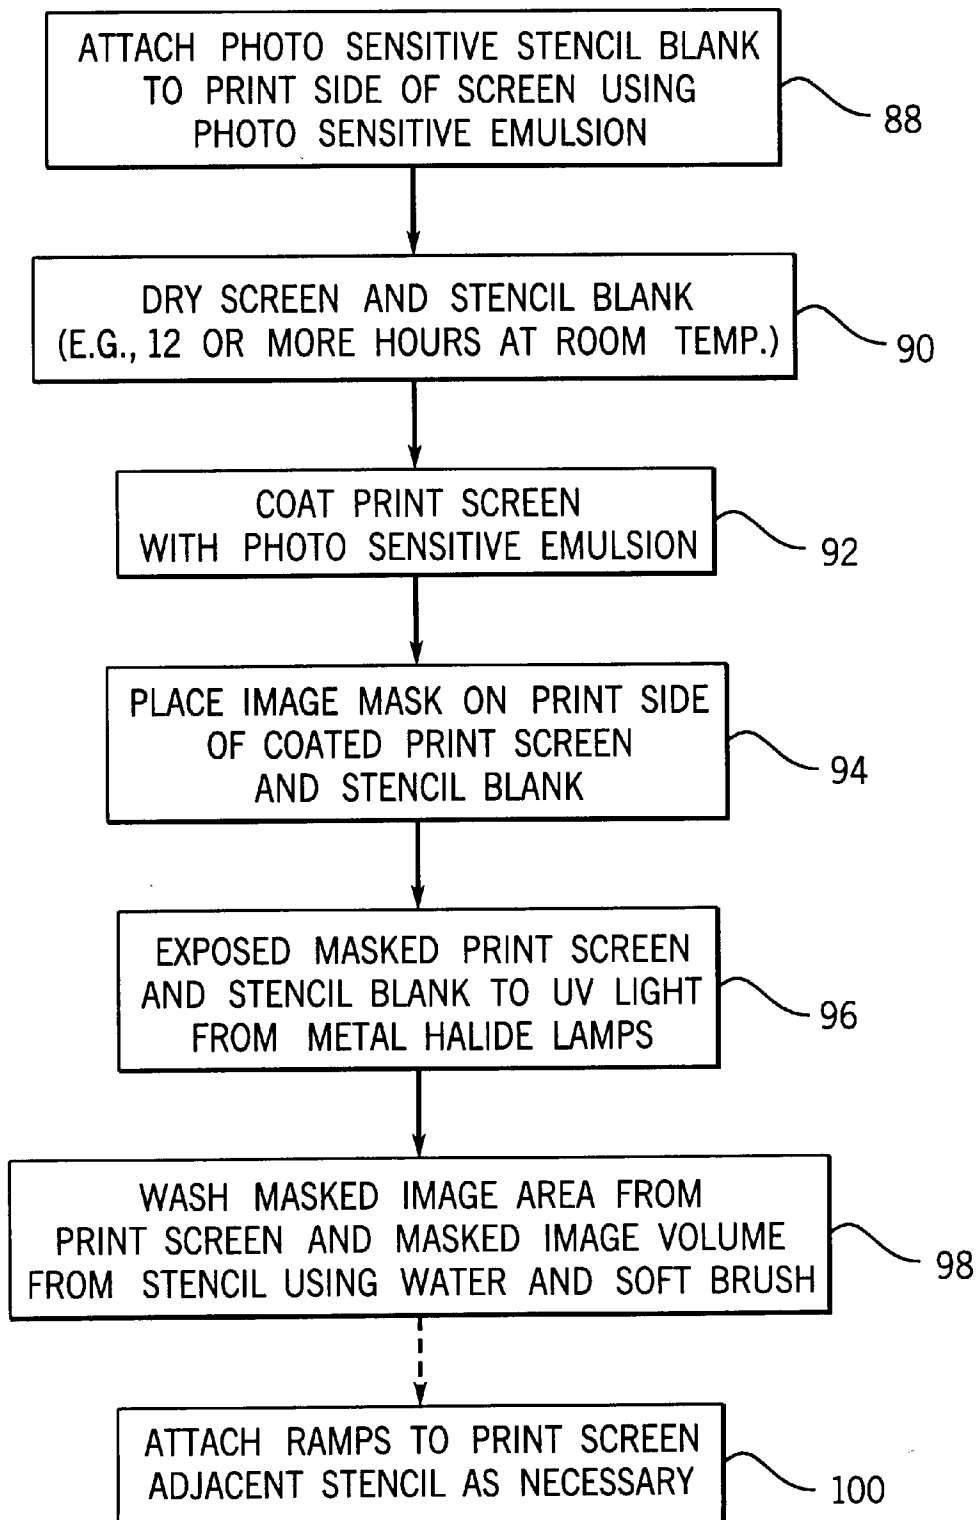 ATTACH PHOTO SENSITIVE STENCIL BLANK
TO PRINT SIDE OF SCREEN USING
PHOTO SENSITIVE EMULSION
88
DRY SCREEN AND STENCIL BLANK
(E.G., 12 OR MORE HOURS AT ROOM TEMP.)
90
COAT PRINT SCREEN
WITH PHOTO SENSITIVE EMULSION
92
PLACE IMAGE MASK ON PRINT SIDE
OF COATED PRINT SCREEN
AND STENCIL BLANK
94
EXPOSED MASKED PRINT SCREEN
AND STENCIL BLANK TO UV LIGHT
FROM METAL HALIDE LAMPS
96
WASH MASKED IMAGE AREA FROM
PRINT SCREEN AND MASKED IMAGE VOLUME
FROM STENCIL USING WATER AND SOFT BRUSH
98
ATTACH RAMPS TO PRINT SCREEN
ADJACENT STENCIL AS NECESSARY
100